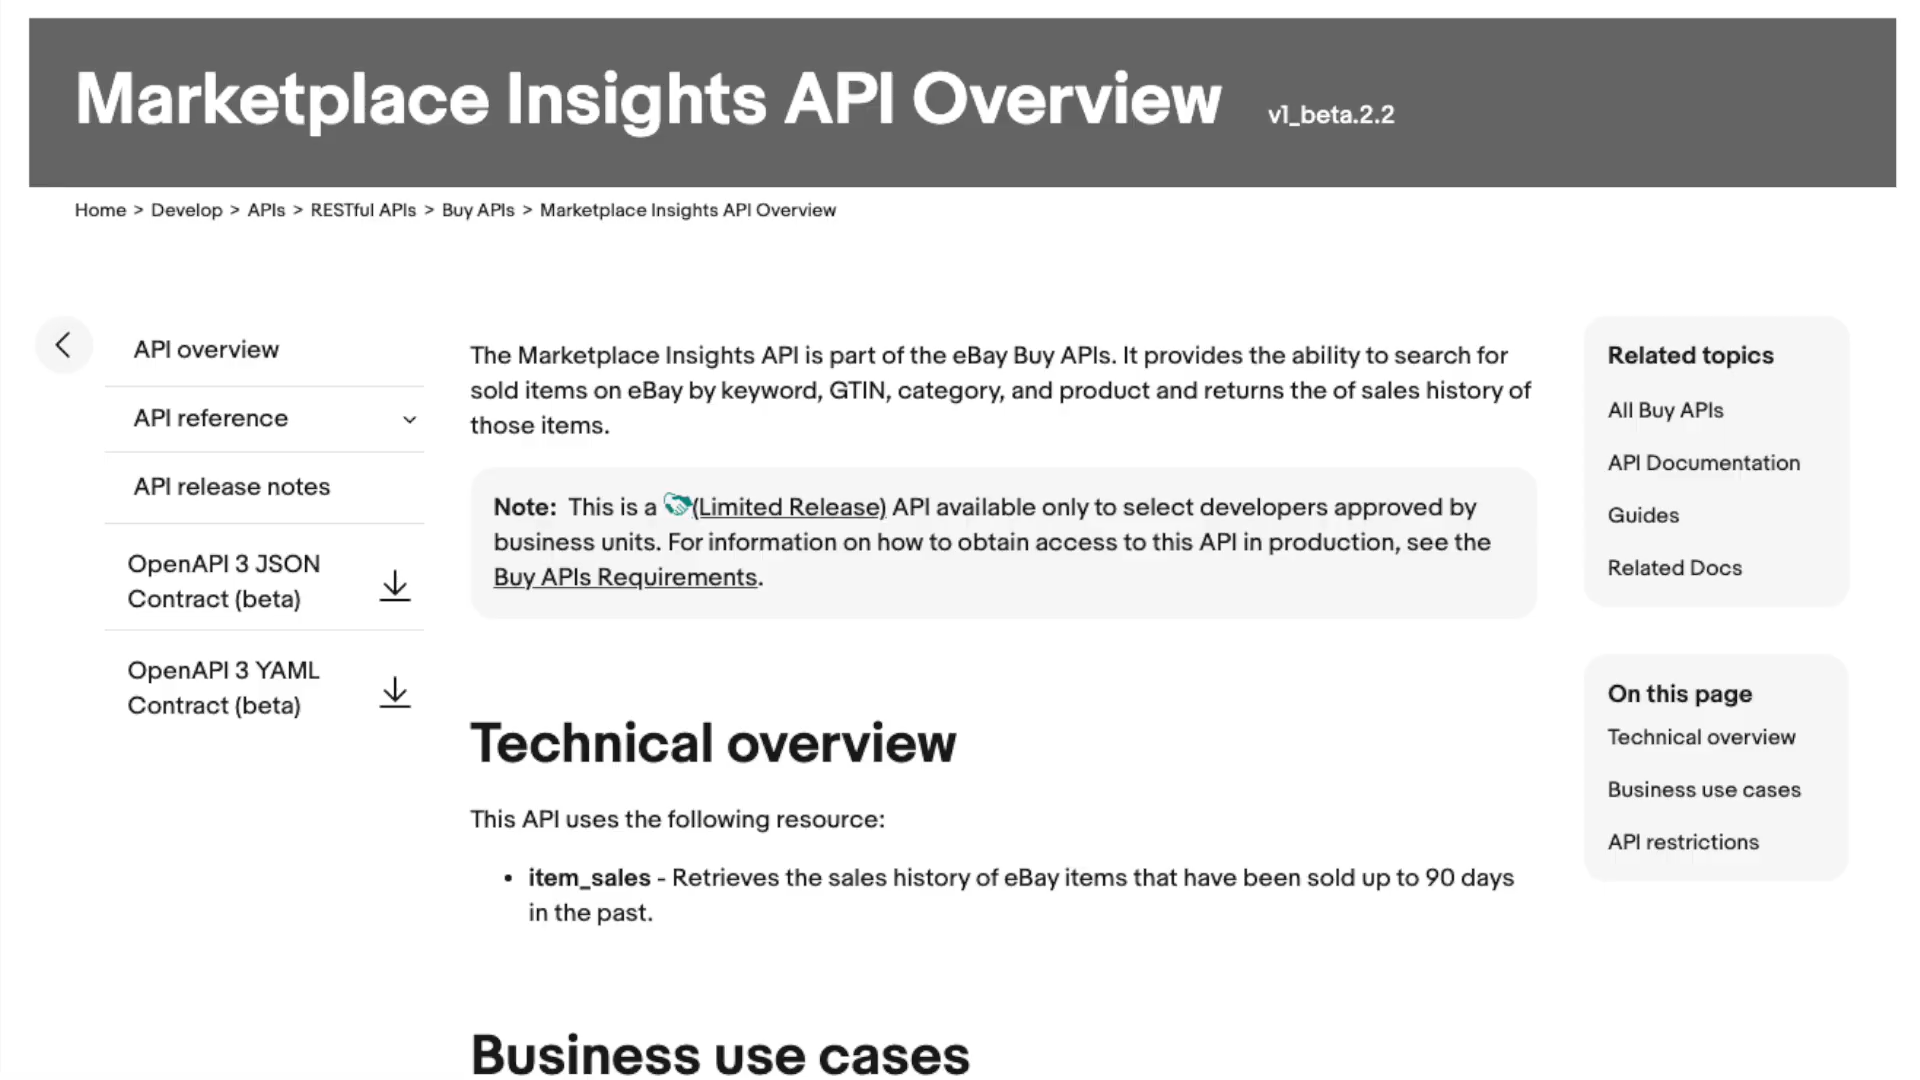 Marketplace Insights API Overview v1_beta.2.2
Home > Develop > APIs > RESTful APIs > Buy APIs > Marketplace Insights API Overview
API overview
API reference
API release notes
OpenAPI 3 JSON
Contract (beta)
OpenAPI 3 YAML
Contract (beta)
The Marketplace Insights API is part of the eBay Buy APIs. It provides the ability to search for
sold items on eBay by keyword, GTIN, category, and product and returns the of sales history of
those items.
Note: This is a (Limited Release) API available only to select developers approved by
business units. For information on how to obtain access to this API in production, see the
Buy APIs Requirements.
Technical overview
This API uses the following resource:
• item_sales - Retrieves the sales history of eBay items that have been sold up to 90 days
in the past.
Business use cases
Related topics
All Buy APIs
API Documentation
Guides
Related Docs
On this page
Technical overview
Business use cases
API restrictions